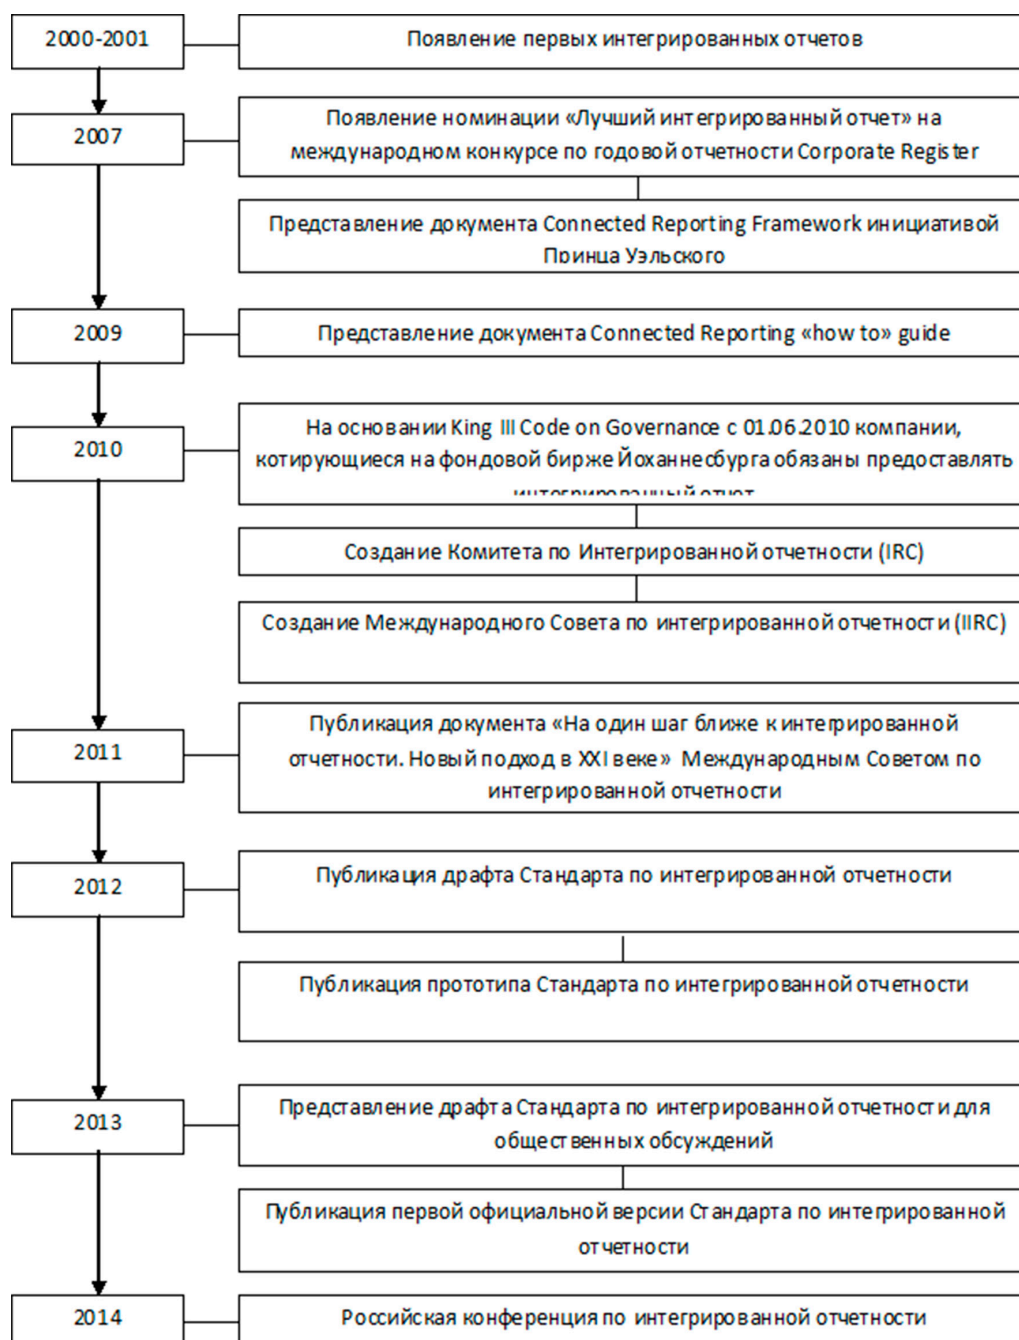 2000-2001
Появление первых интегрированных отчетов
2007
Появление номинации «Лучший интегрированный отчет» на
международном конкурсе по годовой отчетности Corporate Register
Представление документа Connected Reporting Framework инициативой
Принца Уэльского
2009
Представление документа Connected Reporting «how to» guide
2010
На основании King III Code on Governance с 01.06.2010 компании,
котирующиеся на фондовой бирже Йоханнесбурга обязаны предоставлять
интегрированный отчет
Создание Комитета по Интегрированной отчетности (IRC)
Создание Международного Совета по интегрированной отчетности (IIRC)
2011
Публикация документа «На один шаг ближе к интегрированной
отчетности. Новый подход в XXI веке» Международным Советом по
интегрированной отчетности
2012
Публикация драфта Стандарта по интегрированной отчетности
Публикация прототипа Стандарта по интегрированной отчетности
2013
Представление драфта Стандарта по интегрированной отчетности для
общественных обсуждений
Публикация первой официальной версии Стандарта по интегрированной
отчетности
2014
Российская конференция по интегрированной отчетности